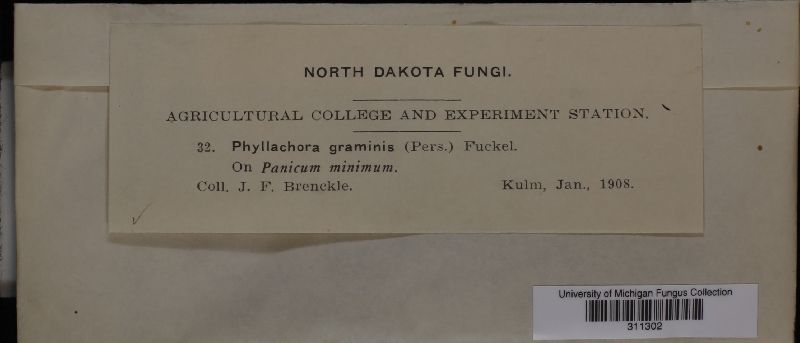 NORTH DAKOTA FUNGI.
AGRICULTURAL COLLEGE AND EXPERIMENT STATION.
32. Phyllachora graminis (Pers.) Fuckel.
On Panicum minimum.
Coll. J. F. Brenckle. Kulm, Jan., 1908.
University of Michigan Fungus Collection
311302